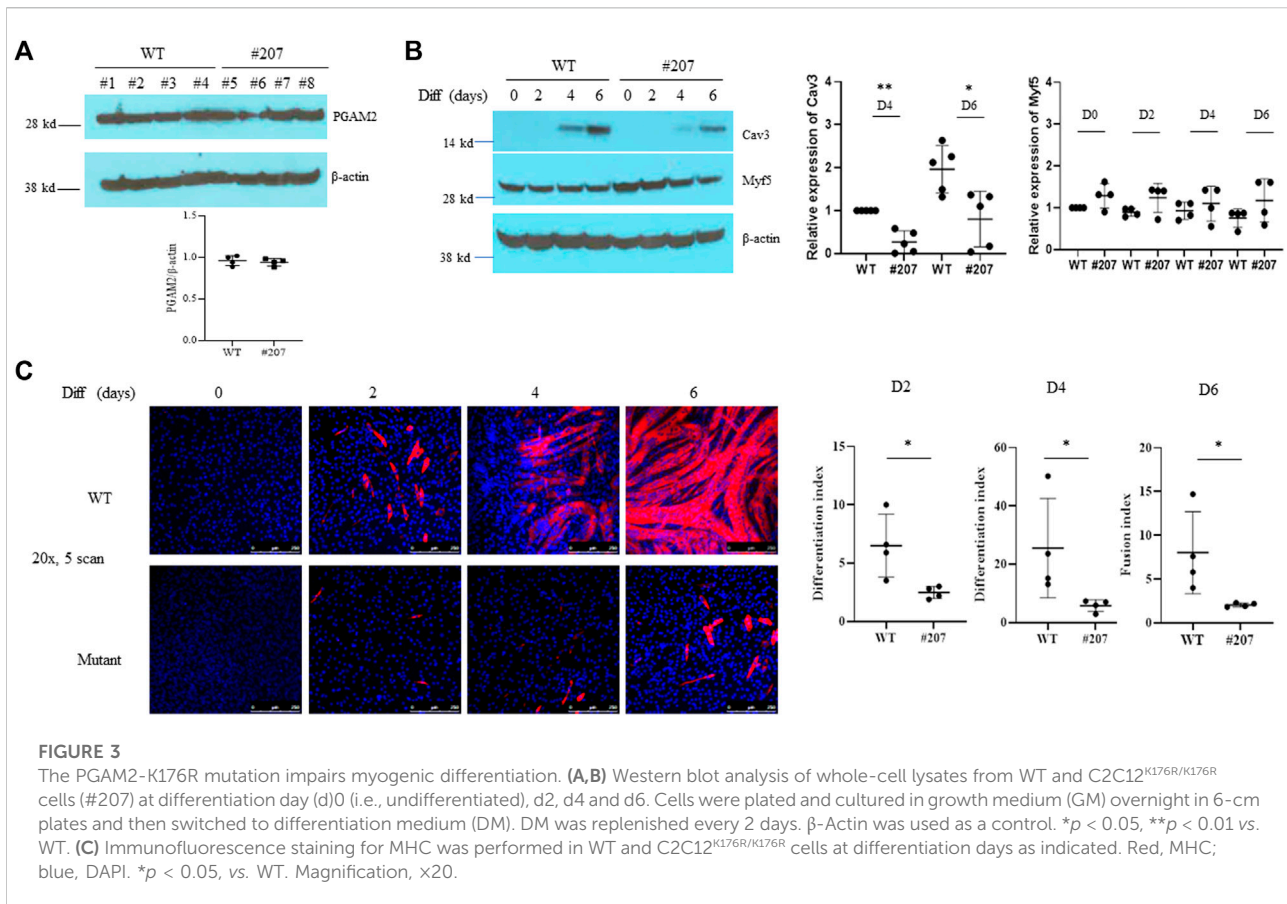 A
WT #207
#1 #2 #3 #4 #5 #6 #7 #8
PGAM2
28 kd
β-actin
38 kd
PGAM2/β-actin
1.5
1.0
0.5
0.0
WT #207
B
WT #207
Diff (days) 0 2 4 6 0 2 4 6
Cav3
14 kd
Myf5
28 kd
β-actin
38 kd
Relative expression of Cav3
4
3
2
1
0
** *
D4 D6
WT #207 WT #207
Relative expression of Myf5
4
3
2
1
0
D0 D2 D4 D6
WT #207 WT #207 WT #207 WT #207
C
Diff (days) 0 2 4 6
WT
20x, 5 scan
Mutant
D2
Differentiation index
15
10
5
0
*
WT #207
D4
Differentiation index
60
40
20
0
*
WT #207
D6
Fusion index
20
15
10
5
0
*
WT #207
FIGURE 3
The PGAM2-K176R mutation impairs myogenic differentiation. (A,B) Western blot analysis of whole-cell lysates from WT and C2C12K176R/K176R
cells (#207) at differentiation day (d)0 (i.e., undifferentiated), d2, d4 and d6. Cells were plated and cultured in growth medium (GM) overnight in 6-cm
plates and then switched to differentiation medium (DM). DM was replenished every 2 days. β-Actin was used as a control. *p < 0.05, **p < 0.01 vs.
WT. (C) Immunofluorescence staining for MHC was performed in WT and C2C12K176R/K176R cells at differentiation days as indicated. Red, MHC;
blue, DAPI. *p < 0.05, vs. WT. Magnification, ×20.